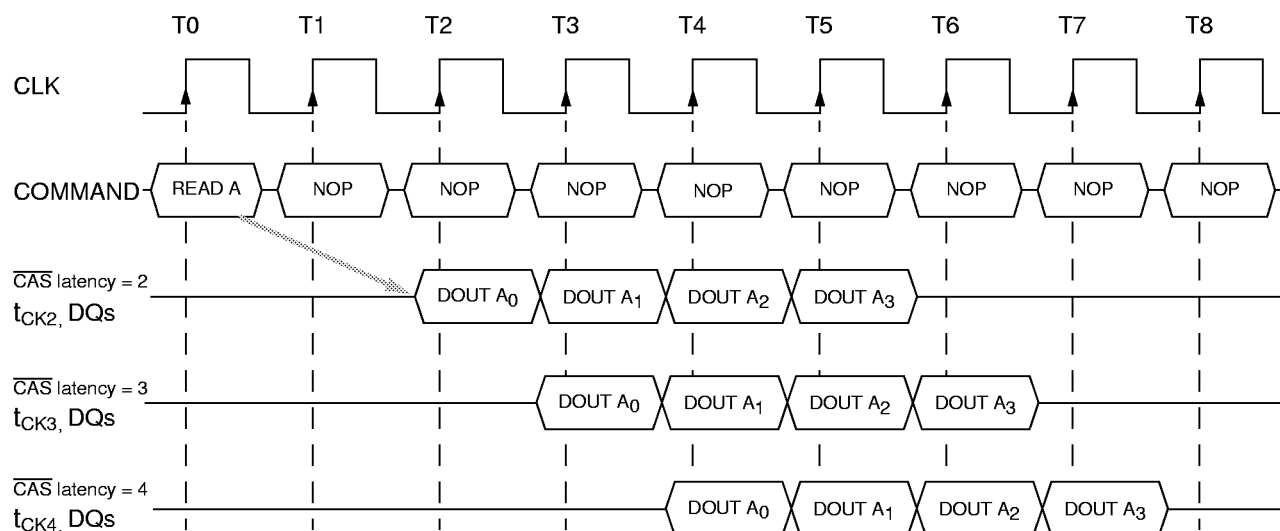 T0 T1 T2 T3 T4 T5 T6 T7 T8
CLK
COMMAND READ A NOP NOP NOP NOP NOP NOP NOP NOP
CAS latency = 2
tCK2, DQs DOUT A0 DOUT A1 DOUT A2 DOUT A3
CAS latency = 3
tCK3, DQs DOUT A0 DOUT A1 DOUT A2 DOUT A3
CAS latency = 4
tCK4, DQs DOUT A0 DOUT A1 DOUT A2 DOUT A3